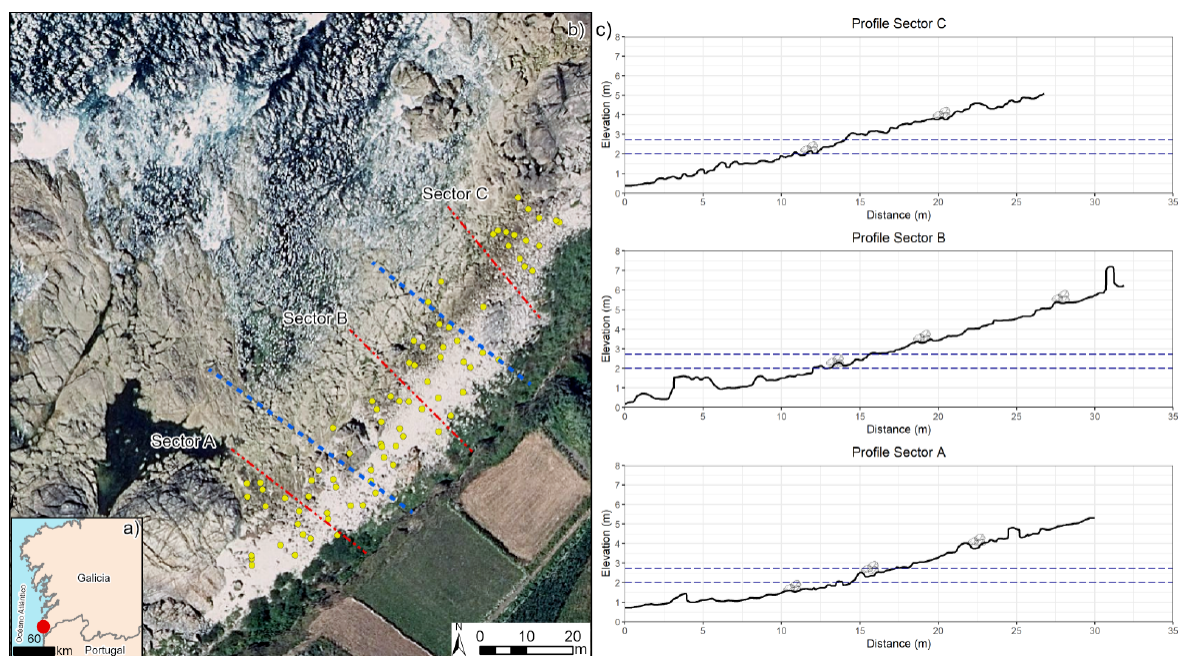 b)
Sector C
Sector B
Sector A
a)
Galicia
Océano Atlántico
60
km
Portugal
N
0 10 20
m
c)
Profile Sector C
Elevation (m)
8
7
6
5
4
3
2
1
0
0 5 10 15 20 25 30 35
Distance (m)
Profile Sector B
Elevation (m)
8
7
6
5
4
3
2
1
0
0 5 10 15 20 25 30 35
Distance (m)
Profile Sector A
Elevation (m)
8
7
6
5
4
3
2
1
0
0 5 10 15 20 25 30 35
Distance (m)